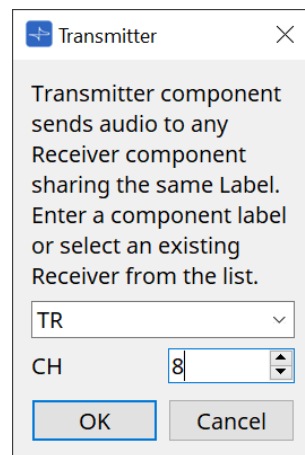 Transmitter
Transmitter component
sends audio to any
Receiver component
sharing the same Label.
Enter a component label
or select an existing
Receiver from the list.
TR
CH 8
OK Cancel